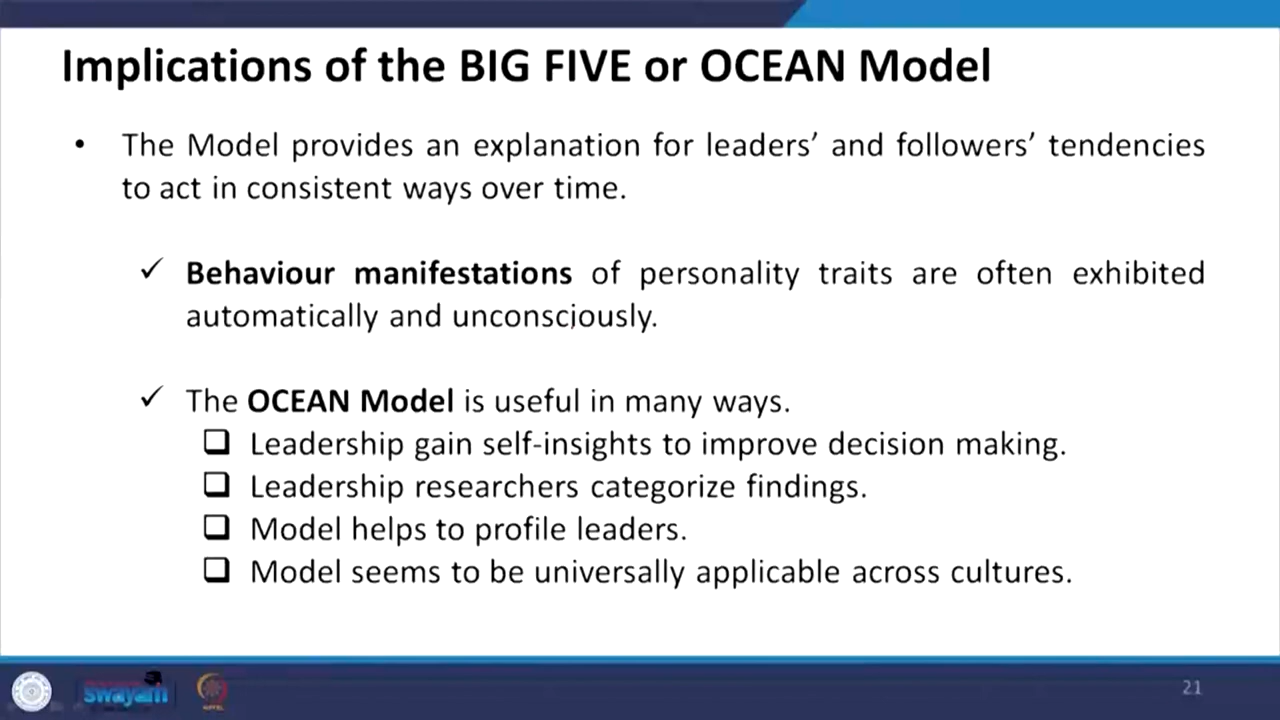 Implications of the BIG FIVE or OCEAN Model
• The Model provides an explanation for leaders’ and followers’ tendencies
to act in consistent ways over time.
✓ Behaviour manifestations of personality traits are often exhibited
automatically and unconsciously.
✓ The OCEAN Model is useful in many ways.
❑ Leadership gain self-insights to improve decision making.
❑ Leadership researchers categorize findings.
❑ Model helps to profile leaders.
❑ Model seems to be universally applicable across cultures.
swayam
21